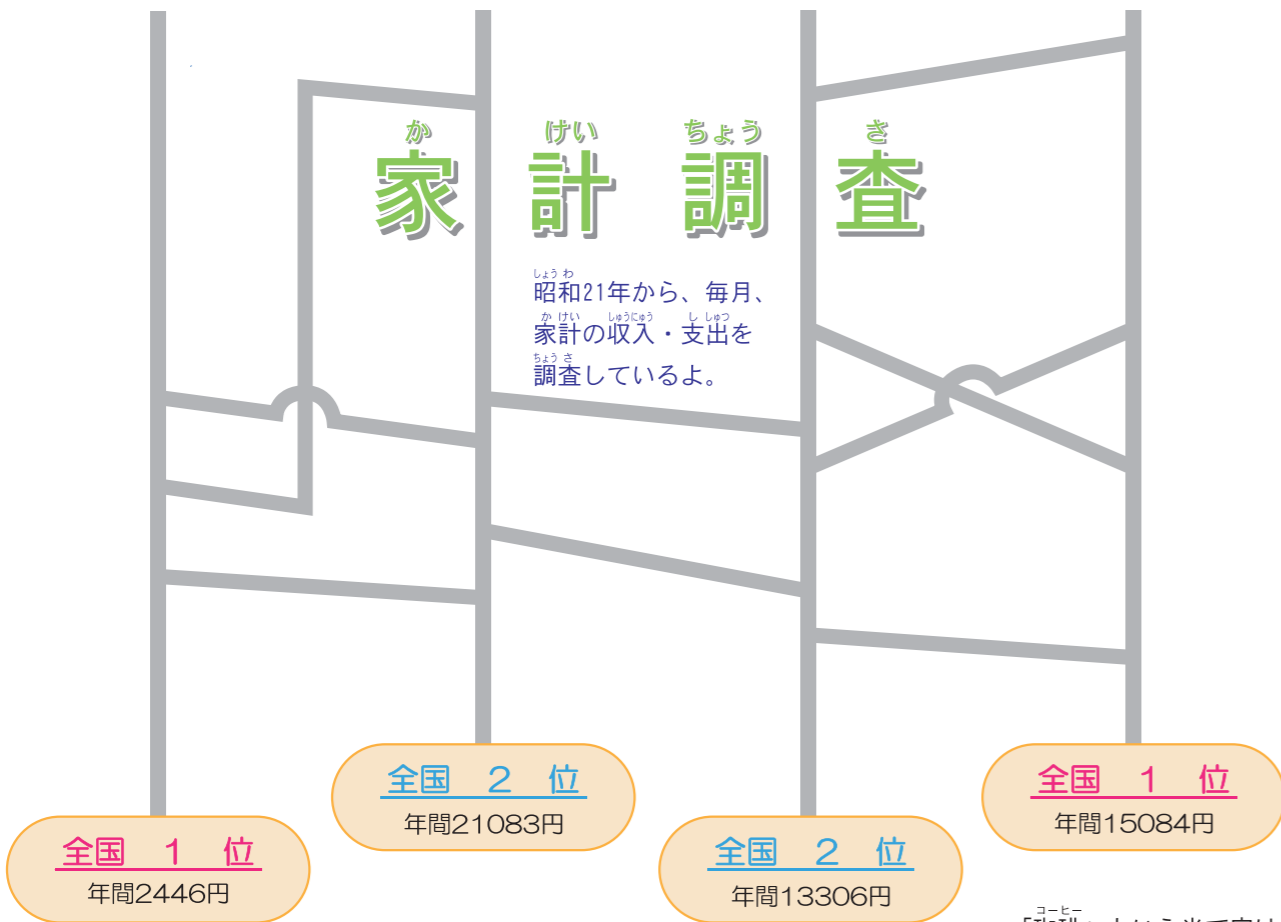 か けい ちょう さ
家計調査
しょう わ
昭和21年から、毎月、
か けい しゅうにゅう し しゅつ
家計の収入・支出を
ちょう さ
調査しているよ。
全国 2 位
年間21083円
全国 1 位
年間15084円
全国 1 位
年間2446円
全国 2 位
年間13306円
コーヒー